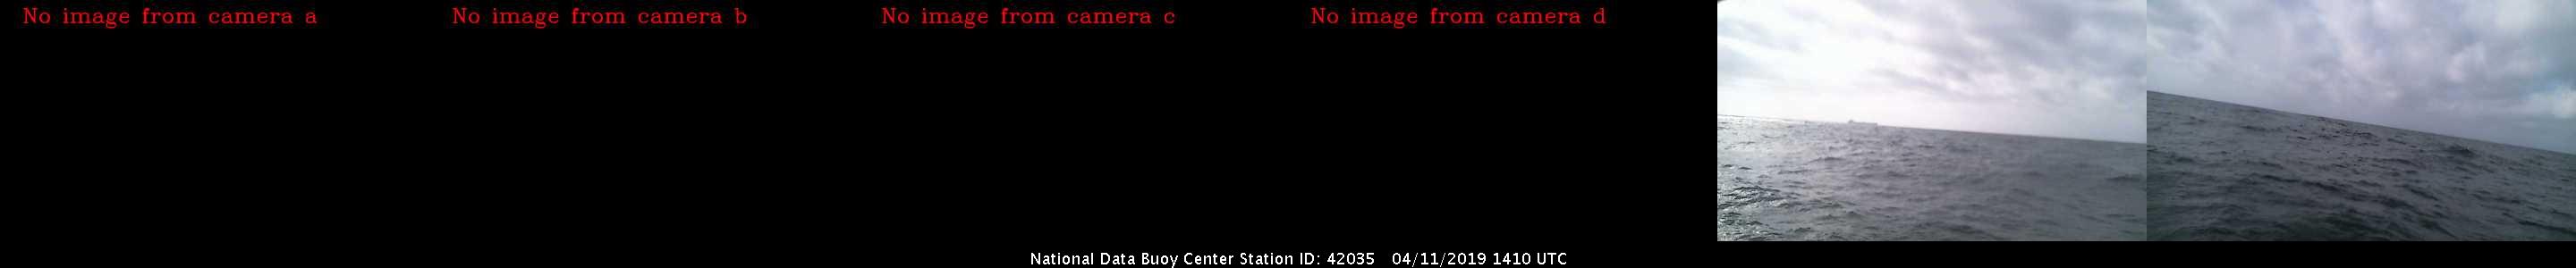 No image from camera a
No image from camera b
No image from camera c
No image from camera d
National Data Buoy Center Station ID: 42035 04/11/2019 1410 UTC